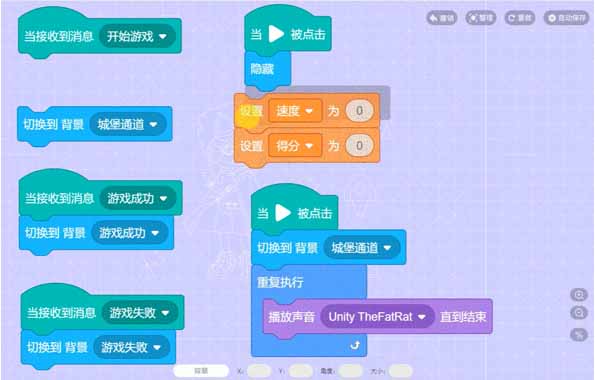 当接收到消息 开始游戏
切换到 背景 城堡通道
当接收到消息 游戏成功
切换到 背景 游戏成功
当接收到消息 游戏失败
切换到 背景 游戏失败
当 被点击
隐藏
设置 速度 为 0
设置 得分 为 0
当 被点击
切换到 背景 城堡通道
重复执行
播放声音 Unity TheFatRat 直到结束
撤销 整理 重做 自动保存
背景 X: Y: 角度: 大小: